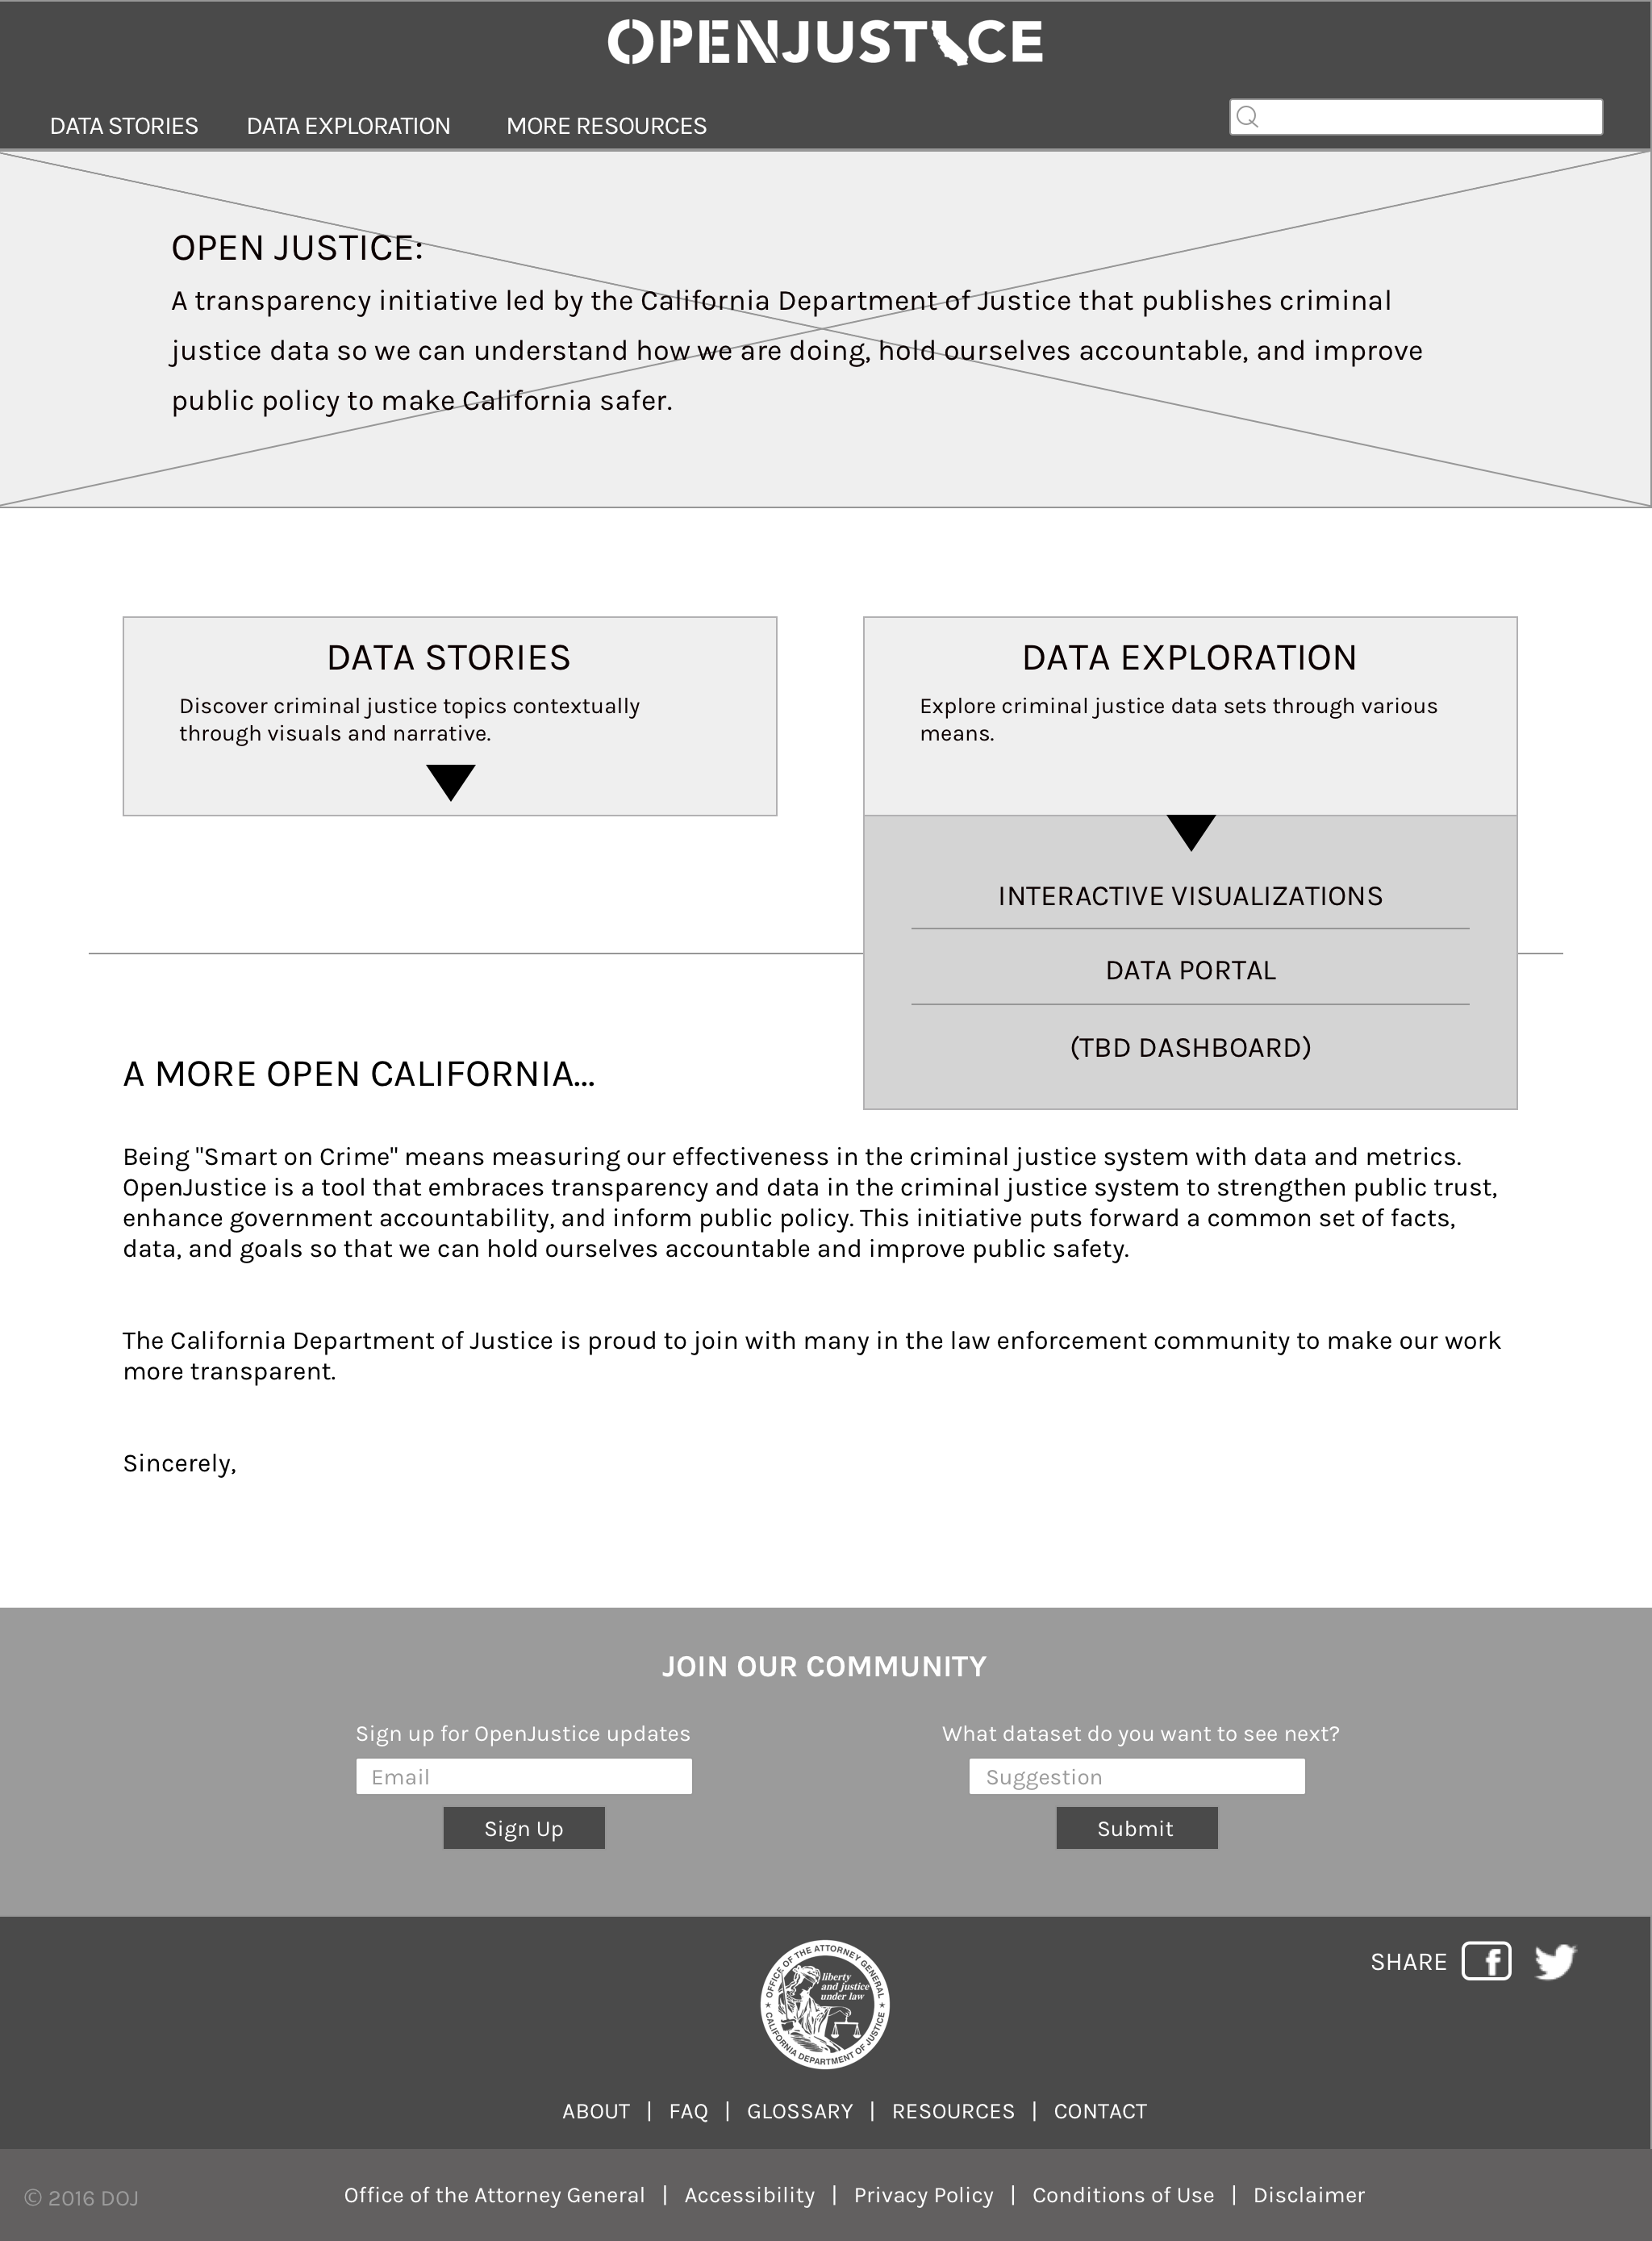 OPENJUSTICE
DATA STORIES
DATA EXPLORATION
MORE RESOURCES
OPEN JUSTICE:
A transparency initiative led by the California Department of Justice that publishes criminal
justice data so we can understand how we are doing, hold ourselves accountable, and improve
public policy to make California safer.
DATA STORIES
Discover criminal justice topics contextually
through visuals and narrative.
DATA EXPLORATION
Explore criminal justice data sets through various
means.
INTERACTIVE VISUALIZATIONS
DATA PORTAL
(TBD DASHBOARD)
A MORE OPEN CALIFORNIA...
Being "Smart on Crime" means measuring our effectiveness in the criminal justice system with data and metrics.
OpenJustice is a tool that embraces transparency and data in the criminal justice system to strengthen public trust,
enhance government accountability, and inform public policy. This initiative puts forward a common set of facts,
data, and goals so that we can hold ourselves accountable and improve public safety.
The California Department of Justice is proud to join with many in the law enforcement community to make our work
more transparent.
Sincerely,
JOIN OUR COMMUNITY
Sign up for OpenJustice updates
Email
Sign Up
What dataset do you want to see next?
Suggestion
Submit
OFFICE OF THE ATTORNEY GENERAL
liberty
and justice
under law
CALIFORNIA DEPARTMENT OF JUSTICE
SHARE
ABOUT | FAQ | GLOSSARY | RESOURCES | CONTACT
© 2016 DOJ
Office of the Attorney General | Accessibility | Privacy Policy | Conditions of Use | Disclaimer